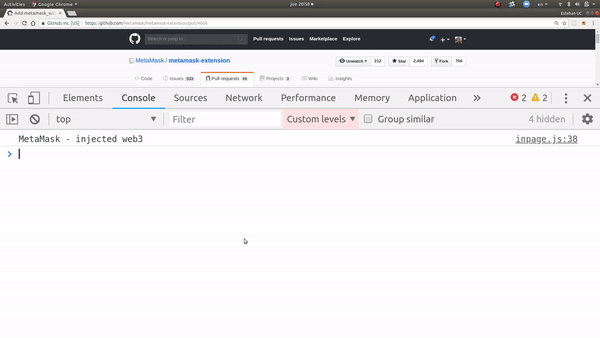 Activities Google Chrome jue 20:58
Add metamask_w Esteban UC
GitHub, Inc. [US] https://github.com/MetaMask/metamask-extension/pull/4606
Search or jump to... Pull requests Issues Marketplace Explore
MetaMask / metamask-extension Unwatch 212 Star 2,494 Fork 704
Code Issues 533 Pull requests Projects 3 Wiki Insights
Elements Console Sources Network Performance Memory Application » 2 2
top Filter Custom levels Group similar 4 hidden
MetaMask - injected web3 inpage.js:38